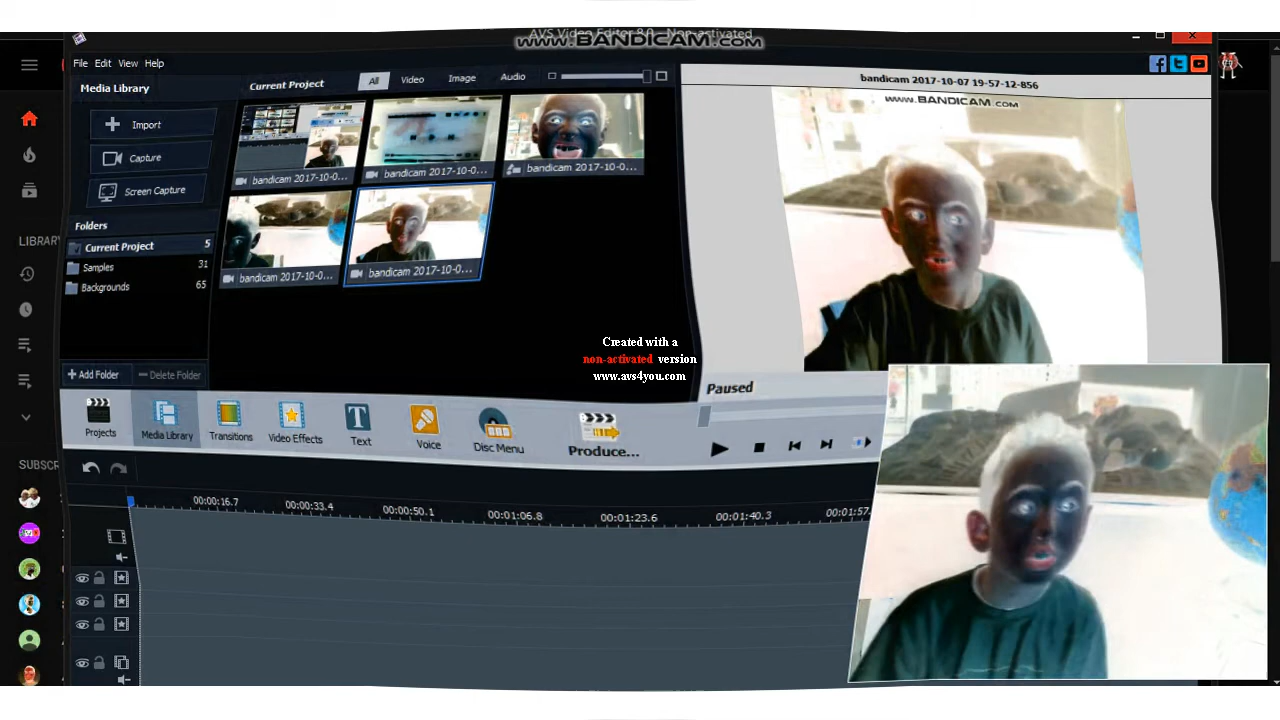 AVS Video Editor 8.0 - Non-activated
www.BANDICAM.com
File Edit View Help
Media Library
Current Project
All
Video
Image
Audio
bandicam 2017-10-07 19-57-12-856
www.BANDICAM.com
Import
Capture
Screen Capture
bandicam 2017-10-0...
bandicam 2017-10-0...
bandicam 2017-10-0...
bandicam 2017-10-0...
bandicam 2017-10-0...
Folders
Current Project 5
Samples 31
Backgrounds 65
LIBRAR
Created with a
non-activated version
www.avs4you.com
+ Add Folder
Delete Folder
Paused
Projects
Media Library
Transitions
Video Effects
Text
Voice
Disc Menu
Produce...
SUBSCR
00:00:16.7
00:00:33.4
00:00:50.1
00:01:06.8
00:01:23.6
00:01:40.3
00:01:57.